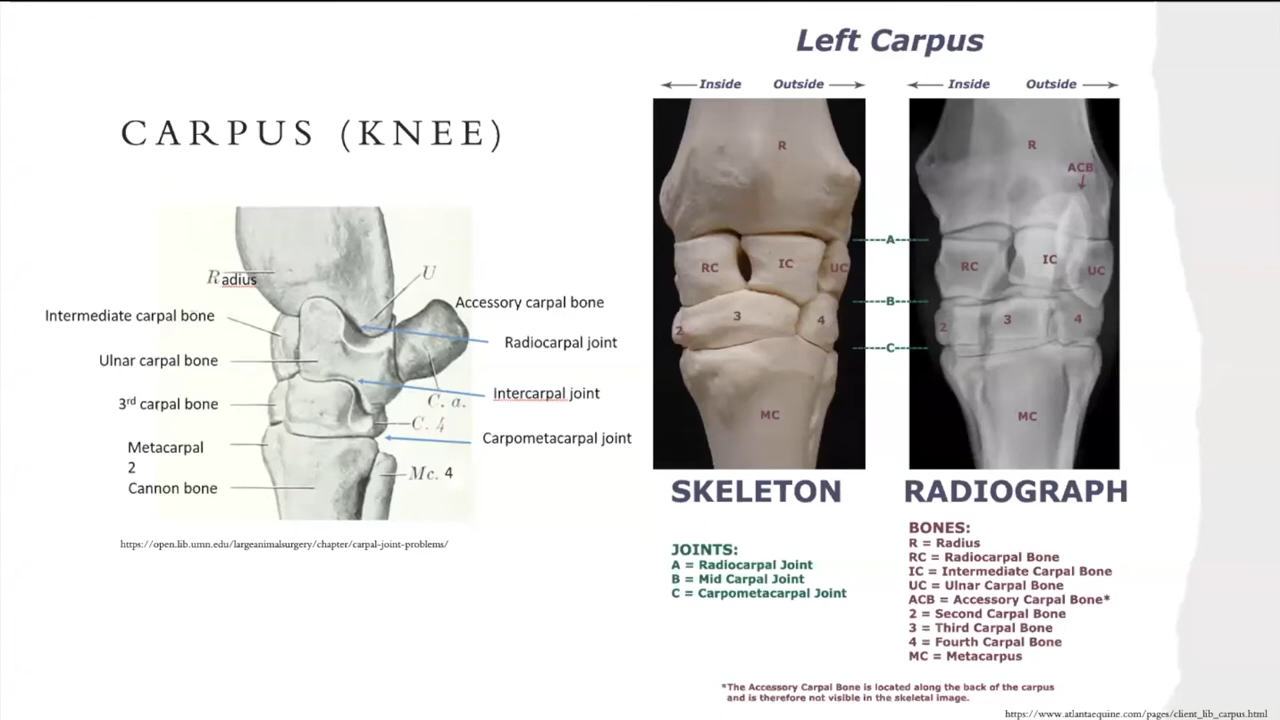 CARPUS (KNEE)
Radius
U
Accessory carpal bone
Intermediate carpal bone
Radiocarpal joint
Ulnar carpal bone
Intercarpal joint
3rd carpal bone
C. a.
C. 4
Carpometacarpal joint
Metacarpal
2
Mc. 4
Cannon bone
https://open.lib.umn.edu/largeanimalsurgery/chapter/carpal-joint-problems/
Left Carpus
Inside Outside
Inside Outside
R
RC IC UC
2 3 4
MC
A
B
C
R
ACB
RC IC UC
2 3 4
MC
SKELETON
RADIOGRAPH
JOINTS:
A = Radiocarpal Joint
B = Mid Carpal Joint
C = Carpometacarpal Joint
BONES:
R = Radius
RC = Radiocarpal Bone
IC = Intermediate Carpal Bone
UC = Ulnar Carpal Bone
ACB = Accessory Carpal Bone*
2 = Second Carpal Bone
3 = Third Carpal Bone
4 = Fourth Carpal Bone
MC = Metacarpus
*The Accessory Carpal Bone is located along the back of the carpus
and is therefore not visible in the skeletal image.
https://www.atlantaequine.com/pages/client_lib_carpus.html